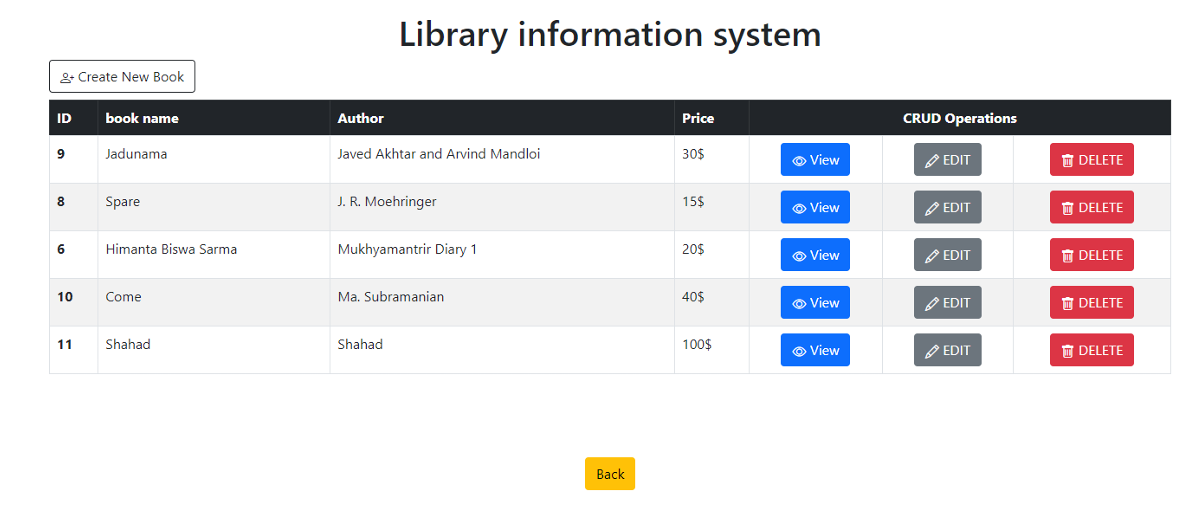 Library information system
Create New Book
ID book name Author Price CRUD Operations
9 Jadunama Javed Akhtar and Arvind Mandloi 30$ View EDIT DELETE
8 Spare J. R. Moehringer 15$ View EDIT DELETE
6 Himanta Biswa Sarma Mukhyamantrir Diary 1 20$ View EDIT DELETE
10 Come Ma. Subramanian 40$ View EDIT DELETE
11 Shahad Shahad 100$ View EDIT DELETE
Back